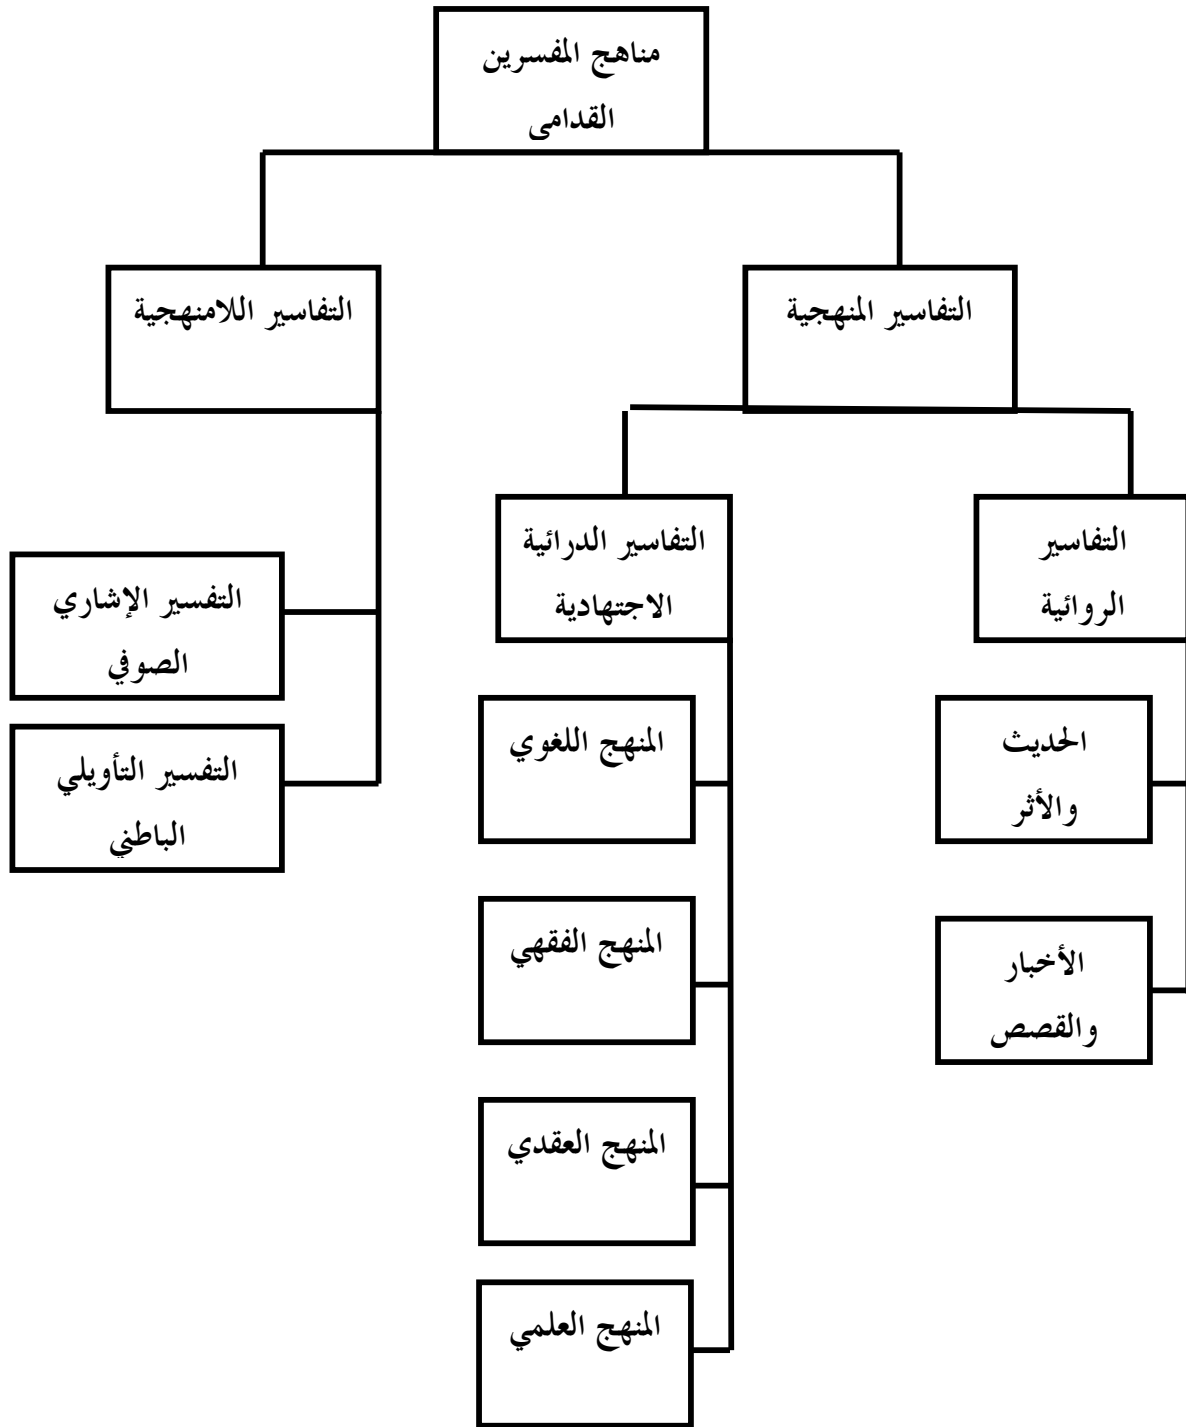 مناهج المفسرين
القدامى
التفاسير المنهجية
التفاسير اللامنهجية
التفاسير
الروائية
التفاسير الدرائية
الاجتهادية
الحديث
والأثر
الأخبار
والقصص
المنهج اللغوي
المنهج الفقهي
المنهج العقدي
المنهج العلمي
التفسير الإشاري
الصوفي
التفسير التأويلي
الباطني